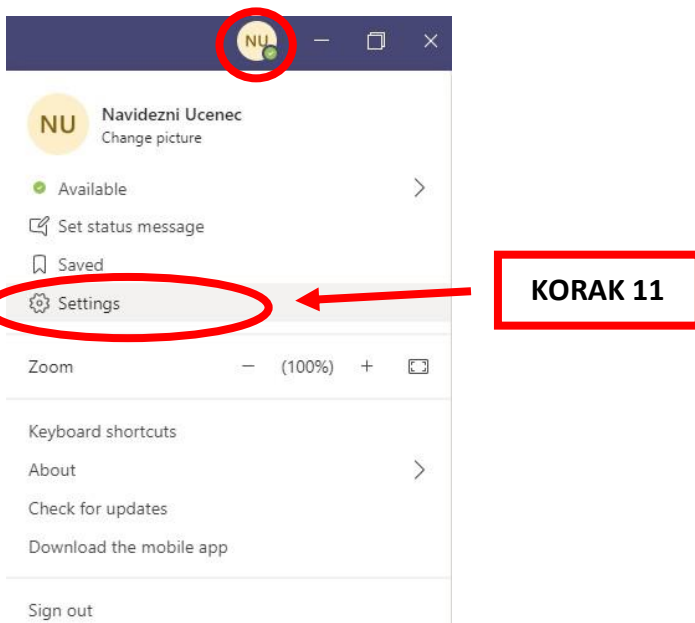 NU
NU
Navidezni Ucenec
Change picture
Available
Set status message
Saved
Settings
KORAK 11
Zoom
(100%)
Keyboard shortcuts
About
Check for updates
Download the mobile app
Sign out